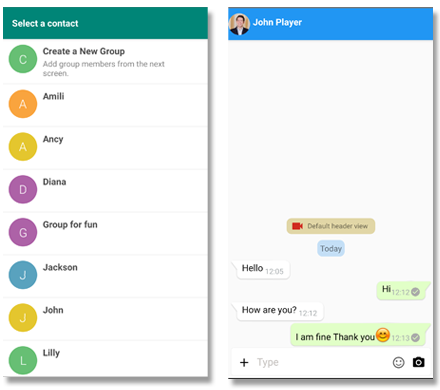 Select a contact
C
Create a New Group
Add group members from the next
screen.
A
Amili
A
Ancy
D
Diana
G
Group for fun
J
Jackson
J
John
L
Lilly
John Player
Default header view
Today
Hello 12:05
Hi 12:12
How are you? 12:12
I am fine Thank you😊 12:13
+ Type